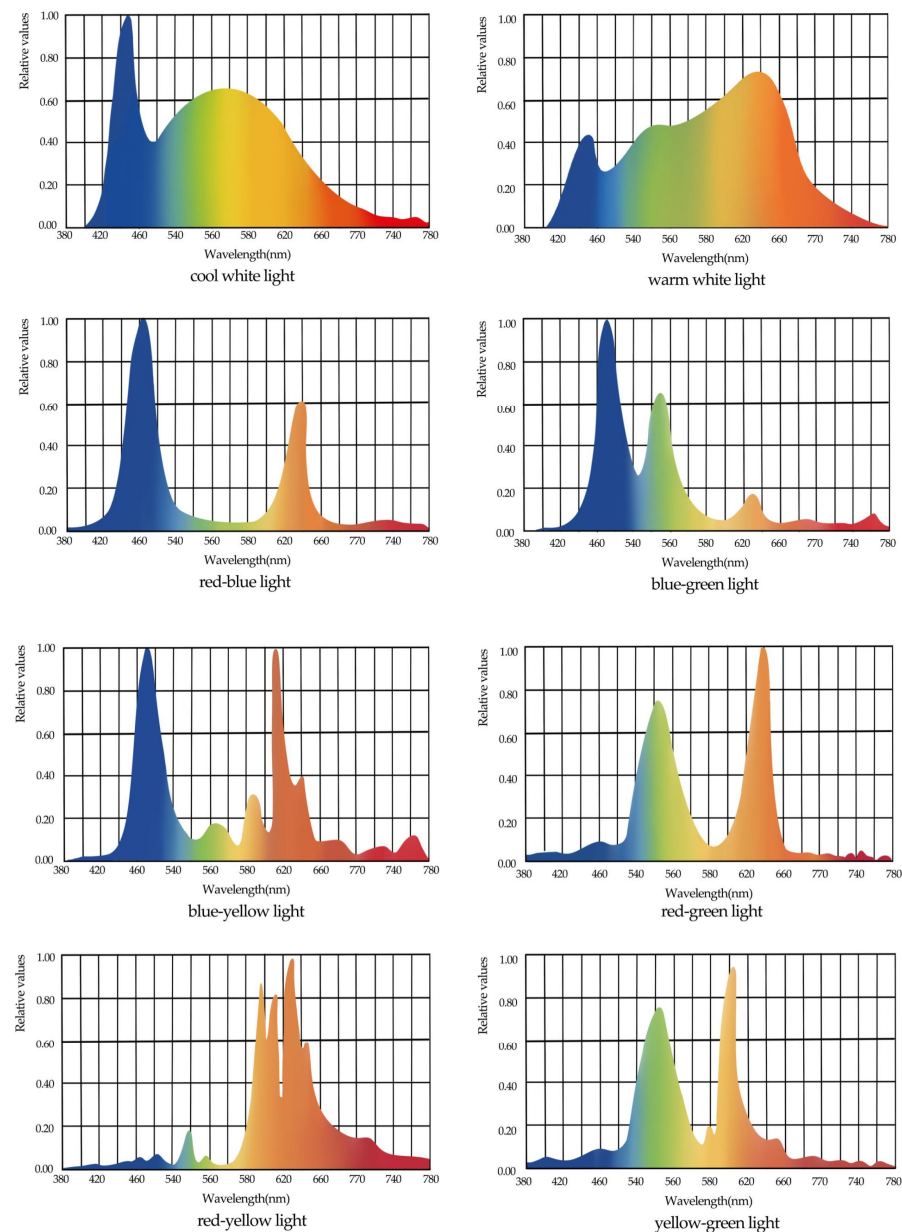 Relative values
1.00
0.80
0.60
0.40
0.20
0.00
380 420 460 540 560 580 620 660 770 740 780
Wavelength(nm)
cool white light
Relative values
1.00
0.80
0.60
0.40
0.20
0.00
380 420 460 540 560 580 620 660 770 740 780
Wavelength(nm)
warm white light
Relative values
1.00
0.80
0.60
0.40
0.20
0.00
380 420 460 540 560 580 620 660 770 740 780
Wavelength(nm)
red-blue light
Relative values
1.00
0.80
0.60
0.40
0.20
0.00
380 420 460 540 560 580 620 660 770 740 780
Wavelength(nm)
blue-green light
Relative values
1.00
0.80
0.60
0.40
0.20
0.00
380 420 460 540 560 580 620 660 770 740 780
Wavelength(nm)
blue-yellow light
Relative values
1.00
0.80
0.60
0.40
0.20
0.00
380 420 460 540 560 580 620 660 770 740 780
Wavelength(nm)
red-green light
Relative values
1.00
0.80
0.60
0.40
0.20
0.00
380 420 460 540 560 580 620 660 770 740 780
Wavelength(nm)
red-yellow light
Relative values
1.00
0.80
0.60
0.40
0.20
0.00
380 420 460 540 560 580 620 660 770 740 780
Wavelength(nm)
yellow-green light